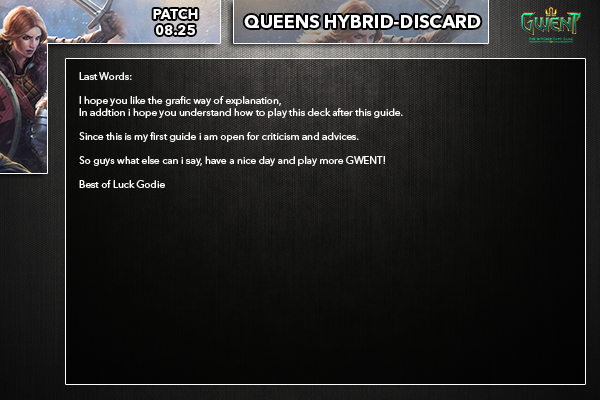 PATCH
08.25
QUEENS HYBRID-DISCARD
GWENT
Last Words:
I hope you like the grafic way of explanation,
In addtion i hope you understand how to play this deck after this guide.
Since this is my first guide i am open for criticism and advices.
So guys what else can i say, have a nice day and play more GWENT!
Best of Luck Godie